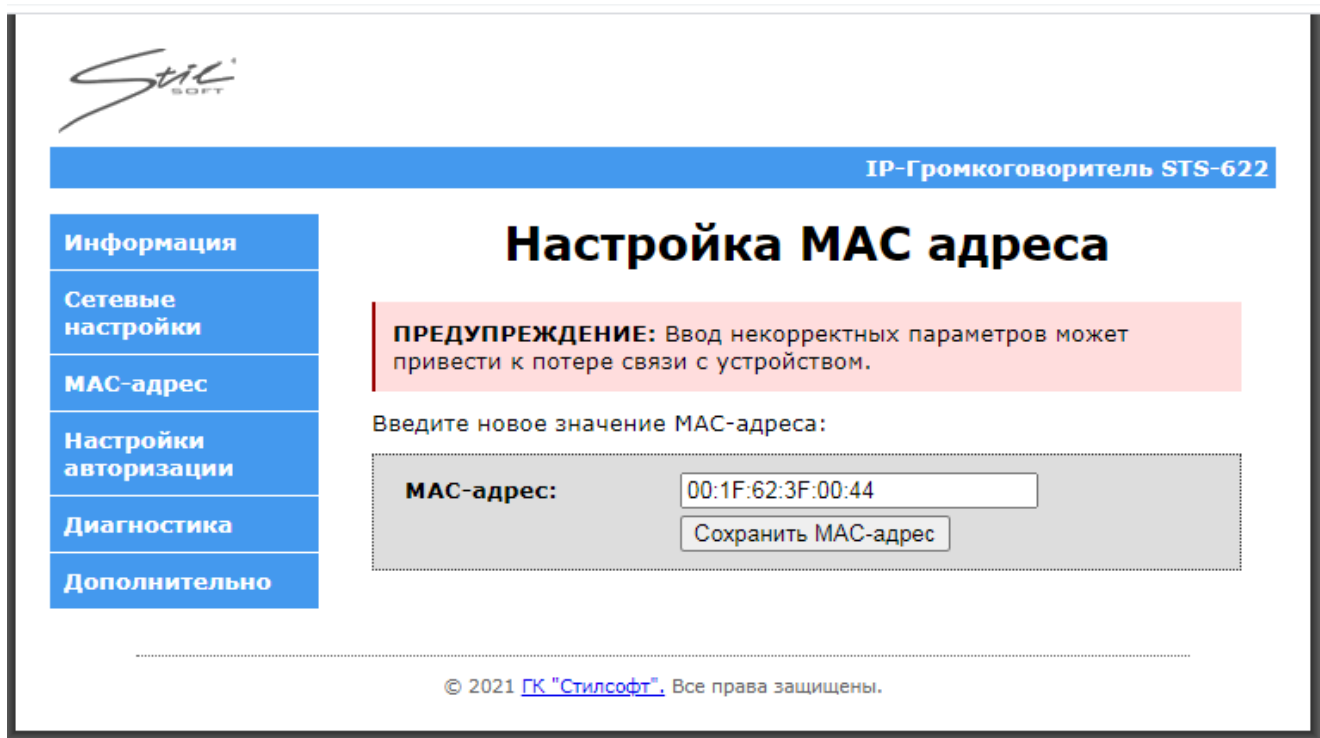 Stil
SOFT
IP-Громкоговоритель STS-622
Информация
Сетевые
настройки
MAC-адрес
Настройки
авторизации
Диагностика
Дополнительно
Настройка MAC адреса
ПРЕДУПРЕЖДЕНИЕ: Ввод некорректных параметров может
привести к потере связи с устройством.
Введите новое значение MAC-адреса:
MAC-адрес: 00:1F:62:3F:00:44
Сохранить MAC-адрес
© 2021 ГК "Стилсофт". Все права защищены.